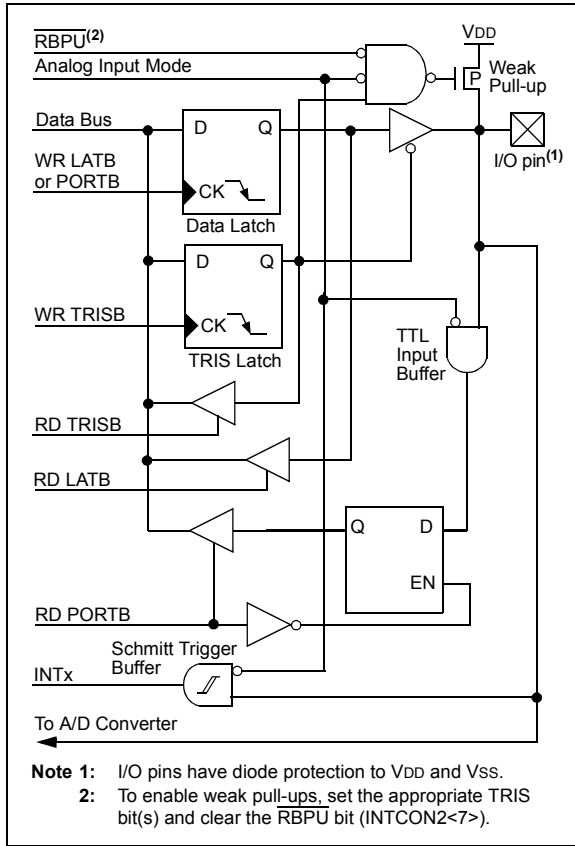 RBPU(2)
VDD
Analog Input Mode
P
Weak
Pull-up
Data Bus
D
Q
I/O pin(1)
WR LATB
or PORTB
CK
Data Latch
D
Q
WR TRISB
CK
TTL
Input
Buffer
TRIS Latch
RD TRISB
RD LATB
Q
D
EN
RD PORTB
Schmitt Trigger
Buffer
INTx
To A/D Converter
Note 1: I/O pins have diode protection to VDD and VSS.
2: To enable weak pull-ups, set the appropriate TRIS
bit(s) and clear the RBPU bit (INTCON2<7>).